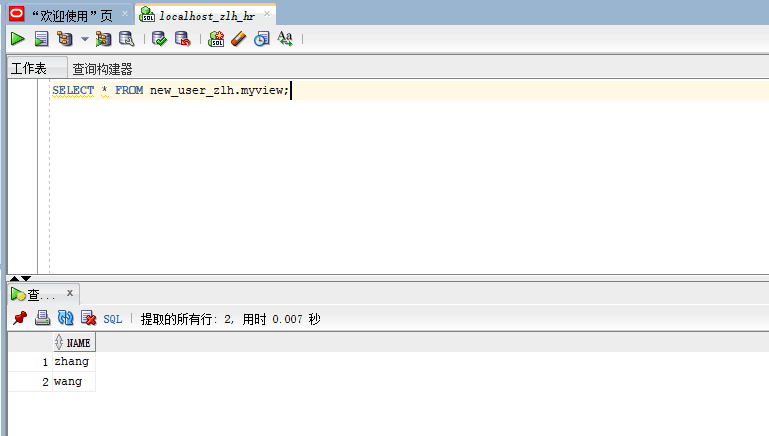 “欢迎使用”页 localhost_zlh_hr
工作表 查询构建器
SELECT * FROM new_user_zlh.myview;
查...
SQL 提取的所有行: 2, 用时 0.007 秒
NAME
1 zhang
2 wang